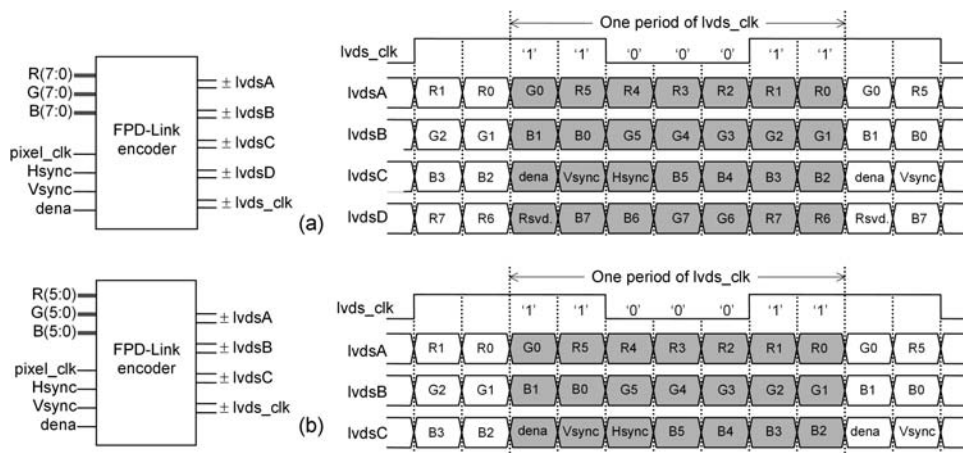 One period of lvds_clk
lvds_clk '1' '1' '0' '0' '0' '1' '1'
R(7:0)
G(7:0)
B(7:0)
pixel_clk
Hsync
Vsync
dena
FPD-Link
encoder
± lvdsA
± lvdsB
± lvdsC
± lvdsD
± lvds_clk
(a)
lvdsA R1 R0 G0 R5 R4 R3 R2 R1 R0 G0 R5
lvdsB G2 G1 B1 B0 G5 G4 G3 G2 G1 B1 B0
lvdsC B3 B2 dena Vsync Hsync B5 B4 B3 B2 dena Vsync
lvdsD R7 R6 Rsvd. B7 B6 G7 G6 R7 R6 Rsvd. B7
One period of lvds_clk
lvds_clk '1' '1' '0' '0' '0' '1' '1'
R(5:0)
G(5:0)
B(5:0)
pixel_clk
Hsync
Vsync
dena
FPD-Link
encoder
± lvdsA
± lvdsB
± lvdsC
± lvds_clk
(b)
lvdsA R1 R0 G0 R5 R4 R3 R2 R1 R0 G0 R5
lvdsB G2 G1 B1 B0 G5 G4 G3 G2 G1 B1 B0
lvdsC B3 B2 dena Vsync Hsync B5 B4 B3 B2 dena Vsync